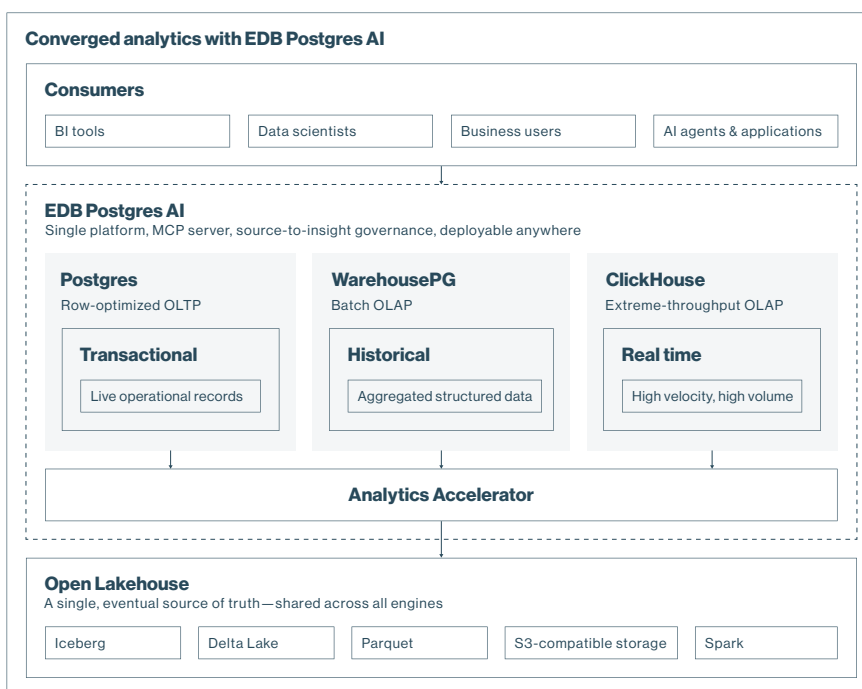 Converged analytics with EDB Postgres AI
Consumers
BI tools
Data scientists
Business users
AI agents & applications
EDB Postgres AI
Single platform, MCP server, source-to-insight governance, deployable anywhere
Postgres
Row-optimized OLTP
Transactional
Live operational records
WarehousePG
Batch OLAP
Historical
Aggregated structured data
ClickHouse
Extreme-throughput OLAP
Real time
High velocity, high volume
Analytics Accelerator
Open Lakehouse
A single, eventual source of truth—shared across all engines
Iceberg
Delta Lake
Parquet
S3-compatible storage
Spark